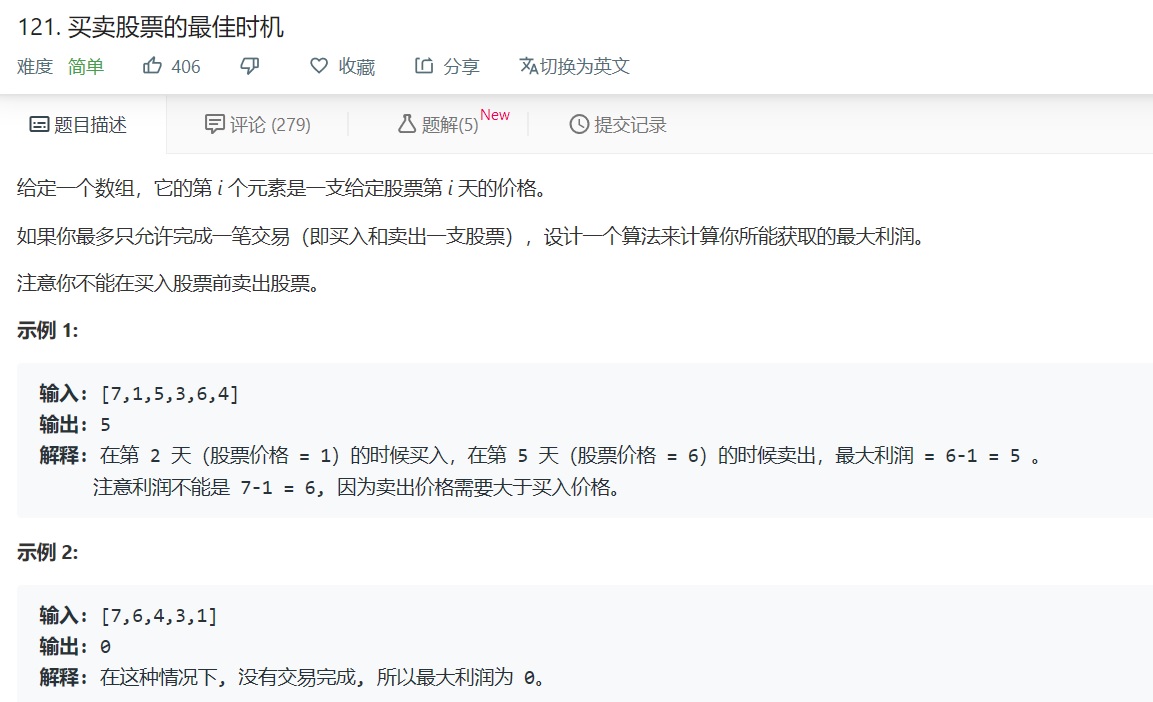 121. 买卖股票的最佳时机
难度 简单 406 收藏 分享 切换为英文
题目描述 评论 (279) 题解(5) New 提交记录
给定一个数组，它的第 i 个元素是一支给定股票第 i 天的价格。
如果你最多只允许完成一笔交易（即买入和卖出一支股票），设计一个算法来计算你所能获取的最大利润。
注意你不能在买入股票前卖出股票。
示例 1:
输入: [7,1,5,3,6,4]
输出: 5
解释: 在第 2 天（股票价格 = 1）的时候买入，在第 5 天（股票价格 = 6）的时候卖出，最大利润 = 6-1 = 5 。
注意利润不能是 7-1 = 6, 因为卖出价格需要大于买入价格。
示例 2:
输入: [7,6,4,3,1]
输出: 0
解释: 在这种情况下, 没有交易完成, 所以最大利润为 0。